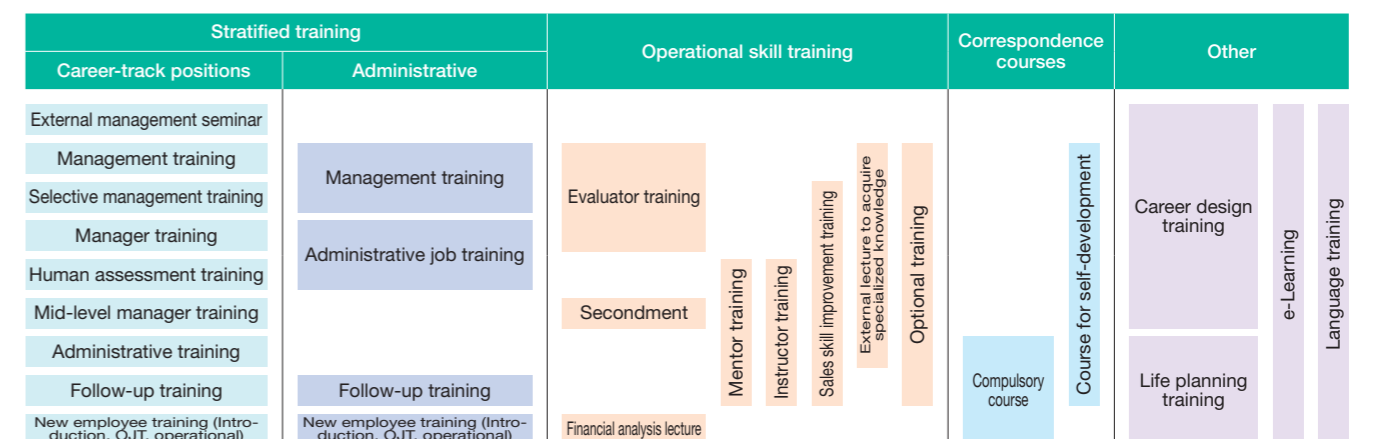 Stratified training
Operational skill training
Correspondence
courses
Other
Career-track positions
Administrative
External management seminar
Management training
Selective management training
Manager training
Human assessment training
Mid-level manager training
Administrative training
Follow-up training
New employee training (Intro-
duction, OJT, operational)
Management training
Administrative job training
Follow-up training
New employee training (Intro-
duction, OJT, operational)
Evaluator training
Secondment
Financial analysis lecture
Mentor training
Instructor training
Sales skill improvement training
External lecture to acquire
specialized knowledge
Optional training
Compulsory
course
Course for self-development
Career design
training
Life planning
training
e-Learning
Language training